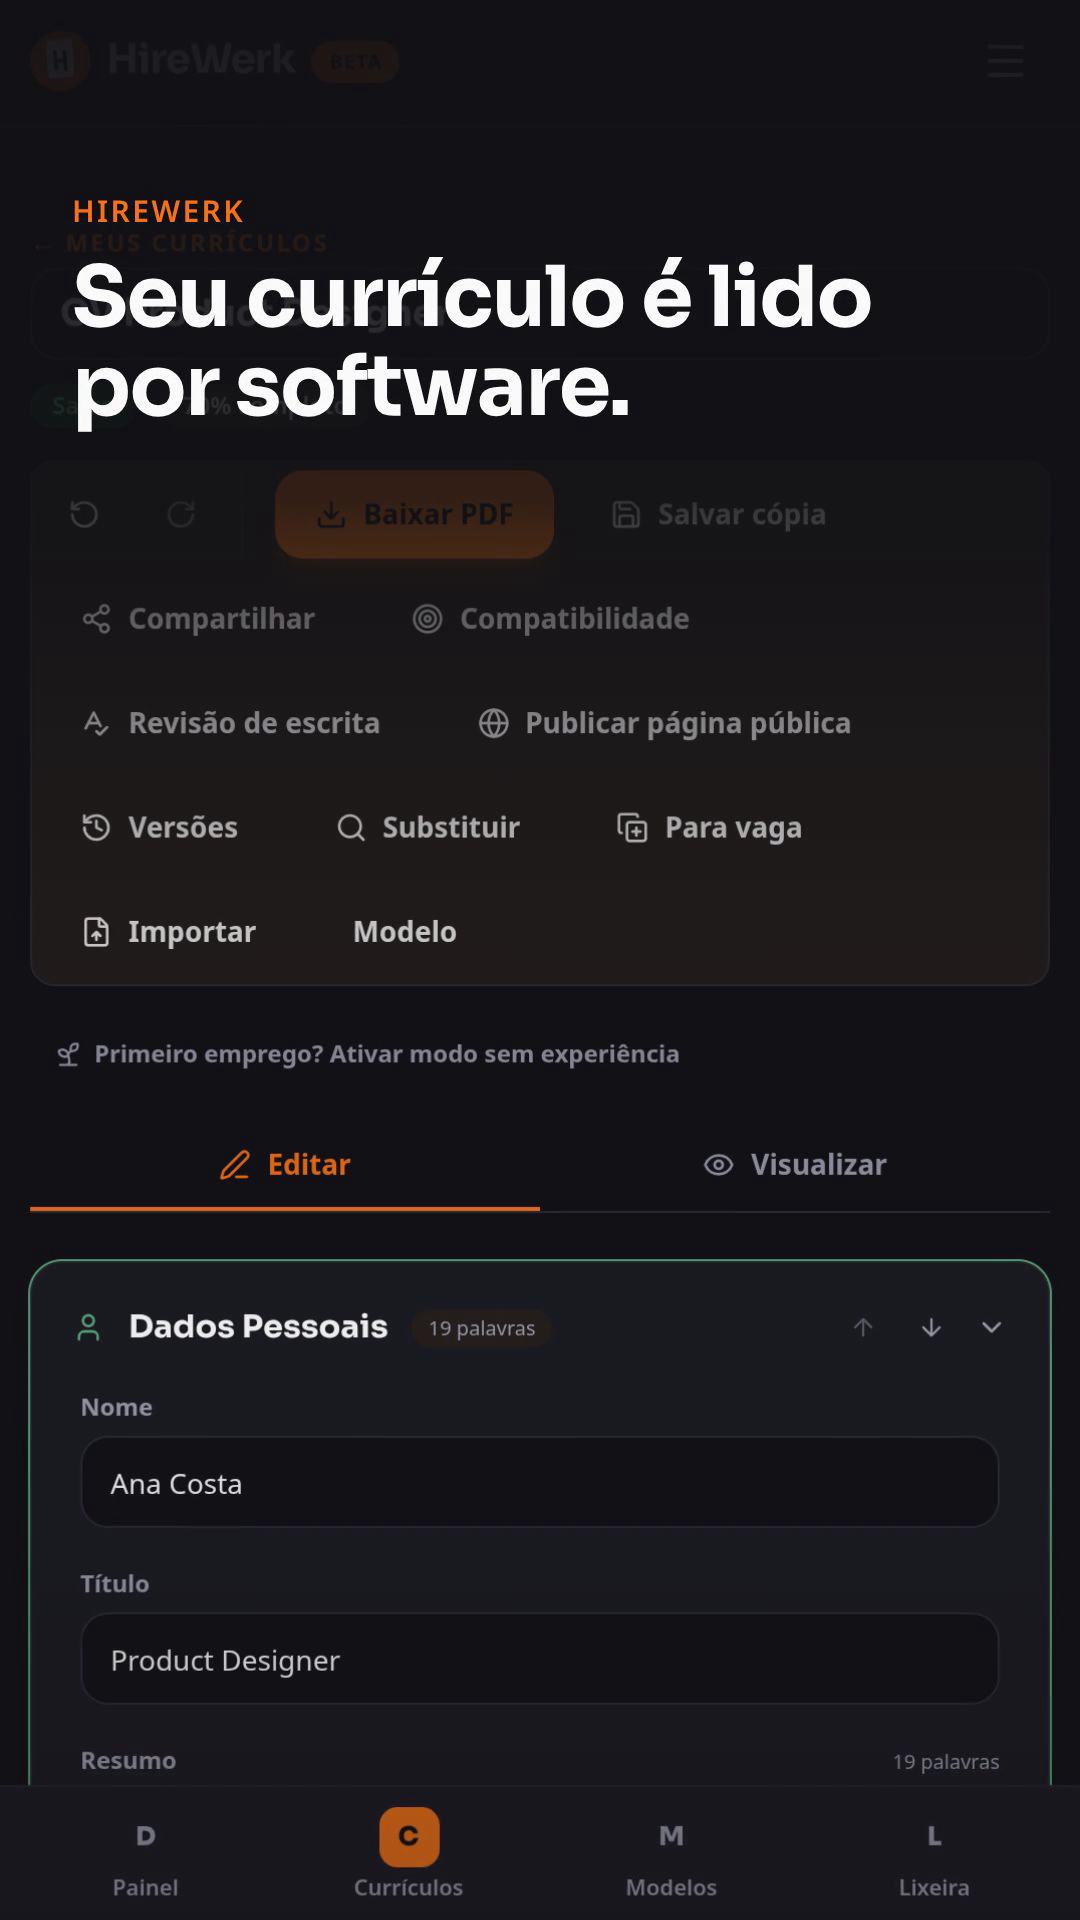 HireWerk BETA
HIREWERK
← MEUS CURRÍCULOS
Seu currículo é lido
por software.
Baixar PDF
Salvar cópia
Compartilhar
Compatibilidade
Revisão de escrita
Publicar página pública
Versões
Substituir
Para vaga
Importar
Modelo
Primeiro emprego? Ativar modo sem experiência
Editar
Visualizar
Dados Pessoais
19 palavras
Nome
Ana Costa
Título
Product Designer
Resumo
19 palavras
D
Painel
C
Currículos
M
Modelos
L
Lixeira